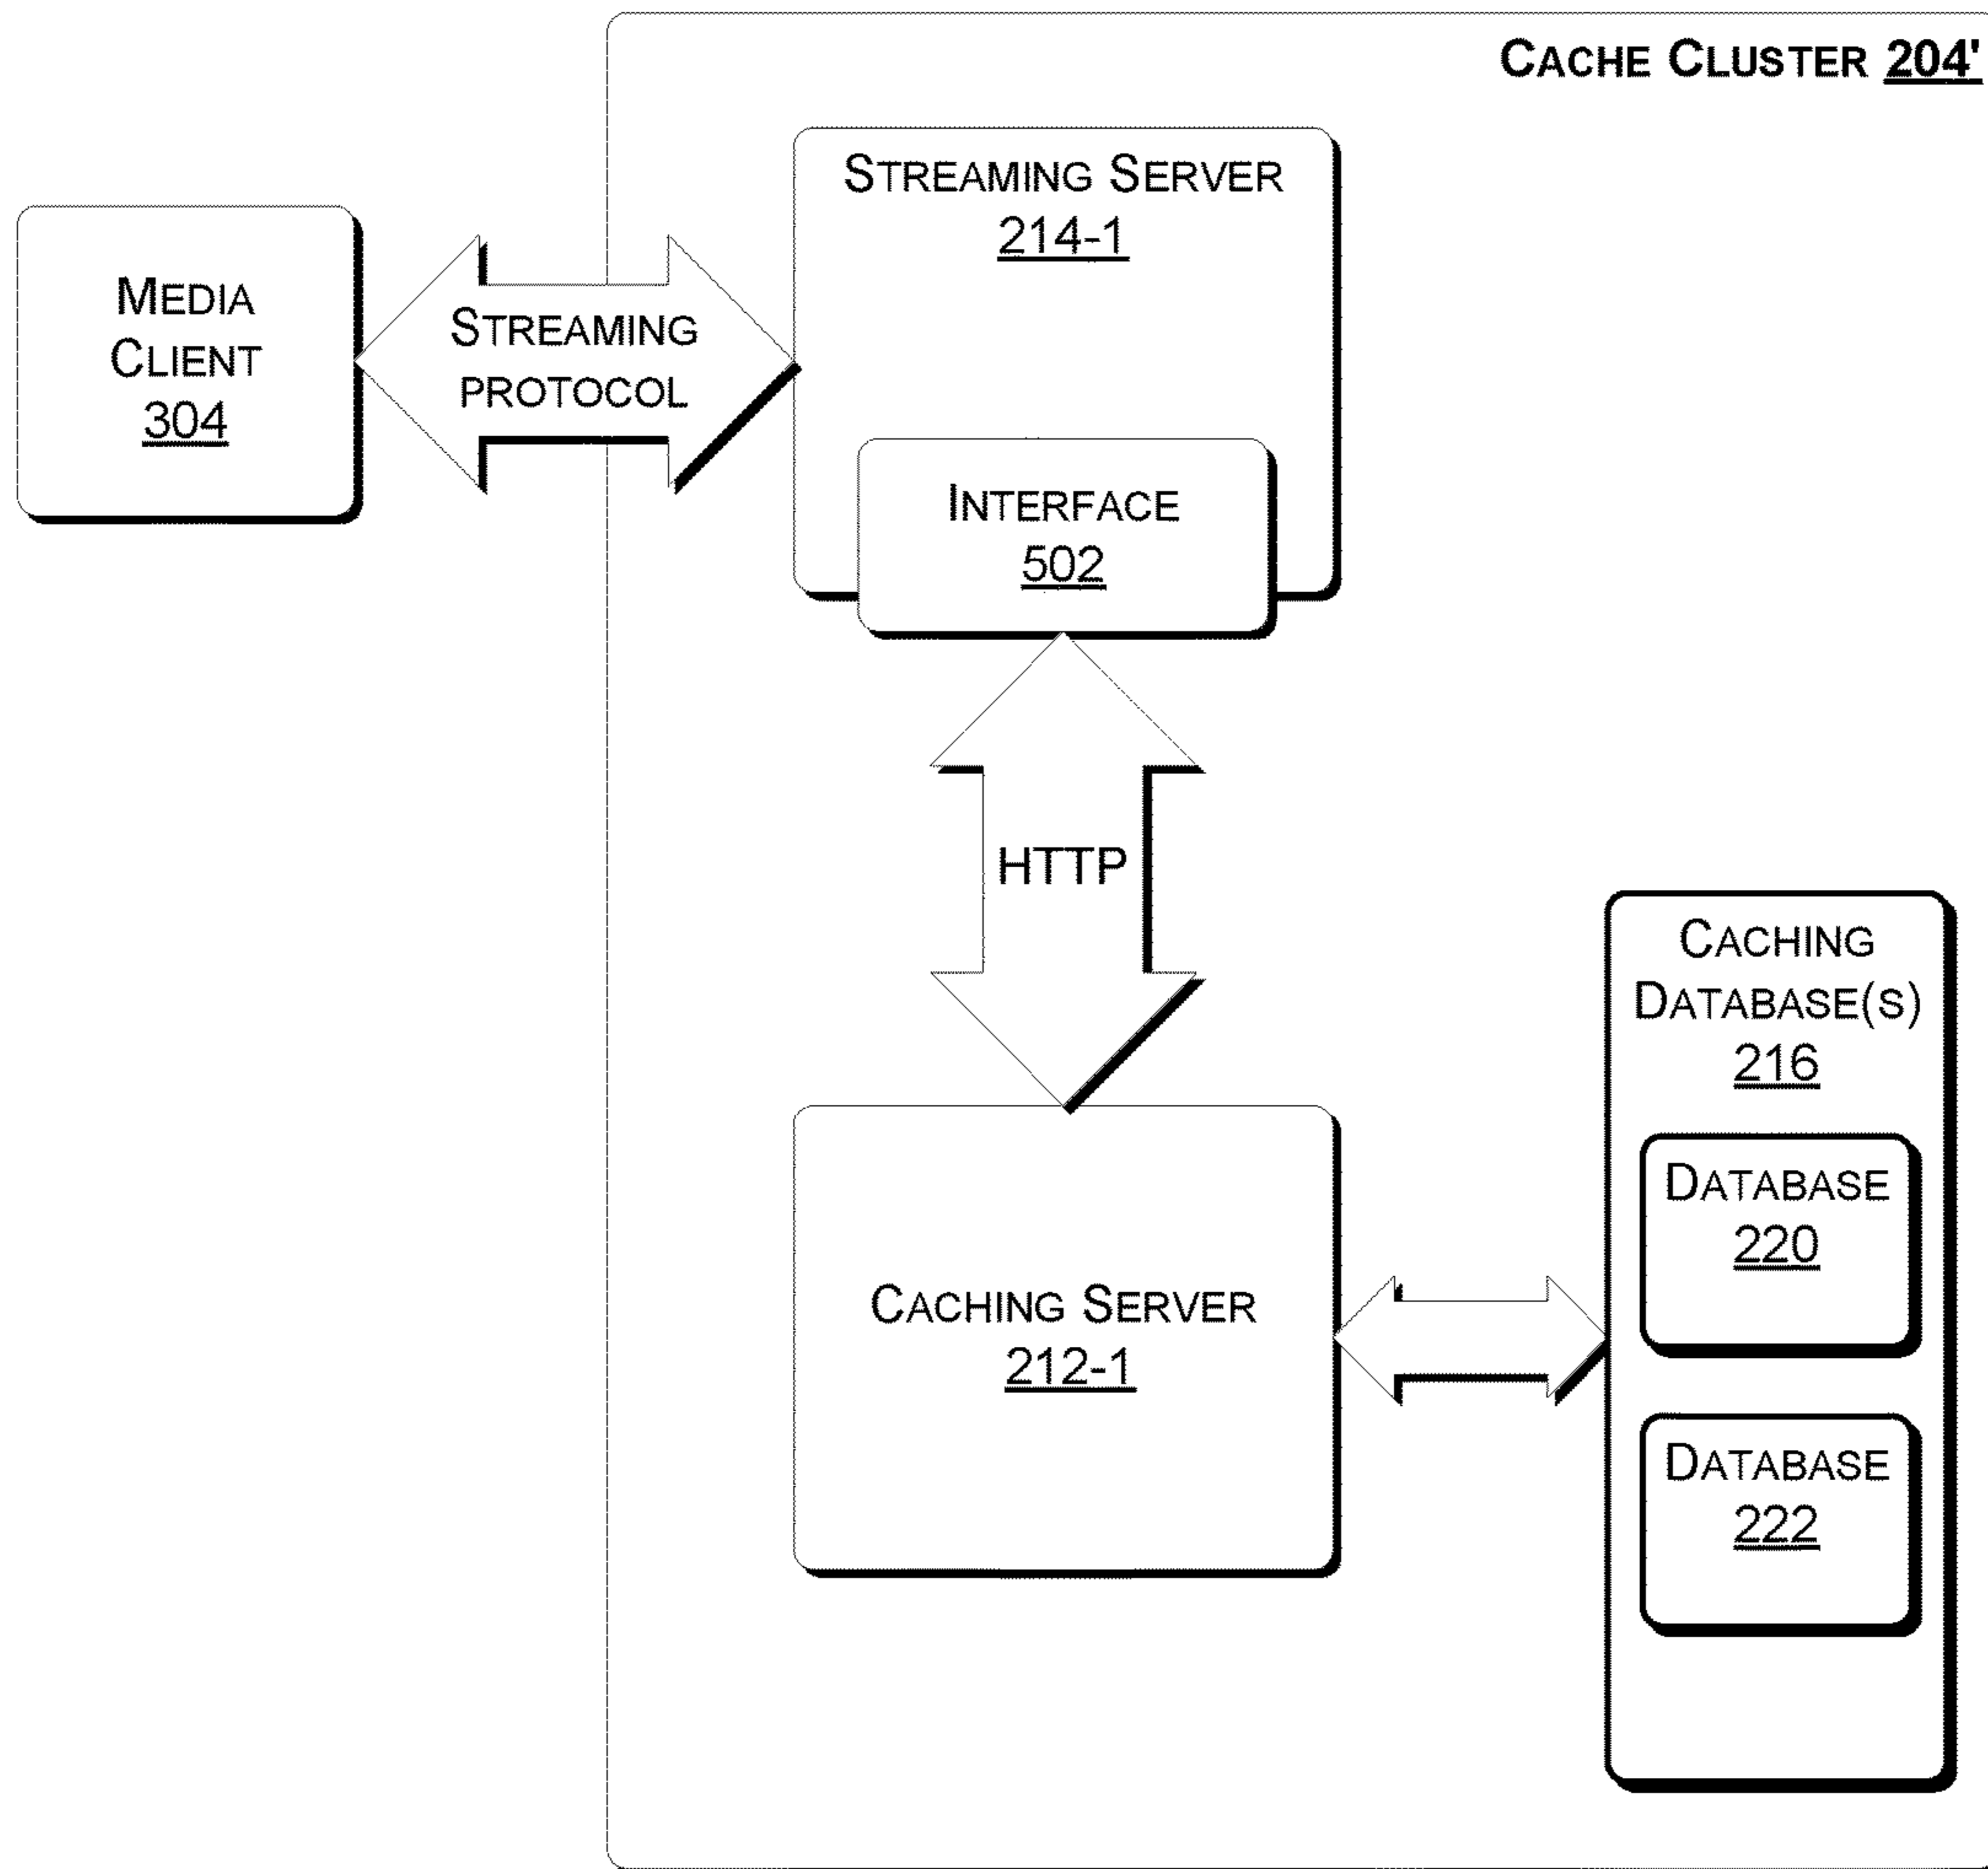 CACHE CLUSTER 204'
STREAMING SERVER
214-1
MEDIA
CLIENT
304
STREAMING
PROTOCOL
INTERFACE
502
HTTP
CACHING
DATABASE(S)
216
DATABASE
220
CACHING SERVER
212-1
DATABASE
222